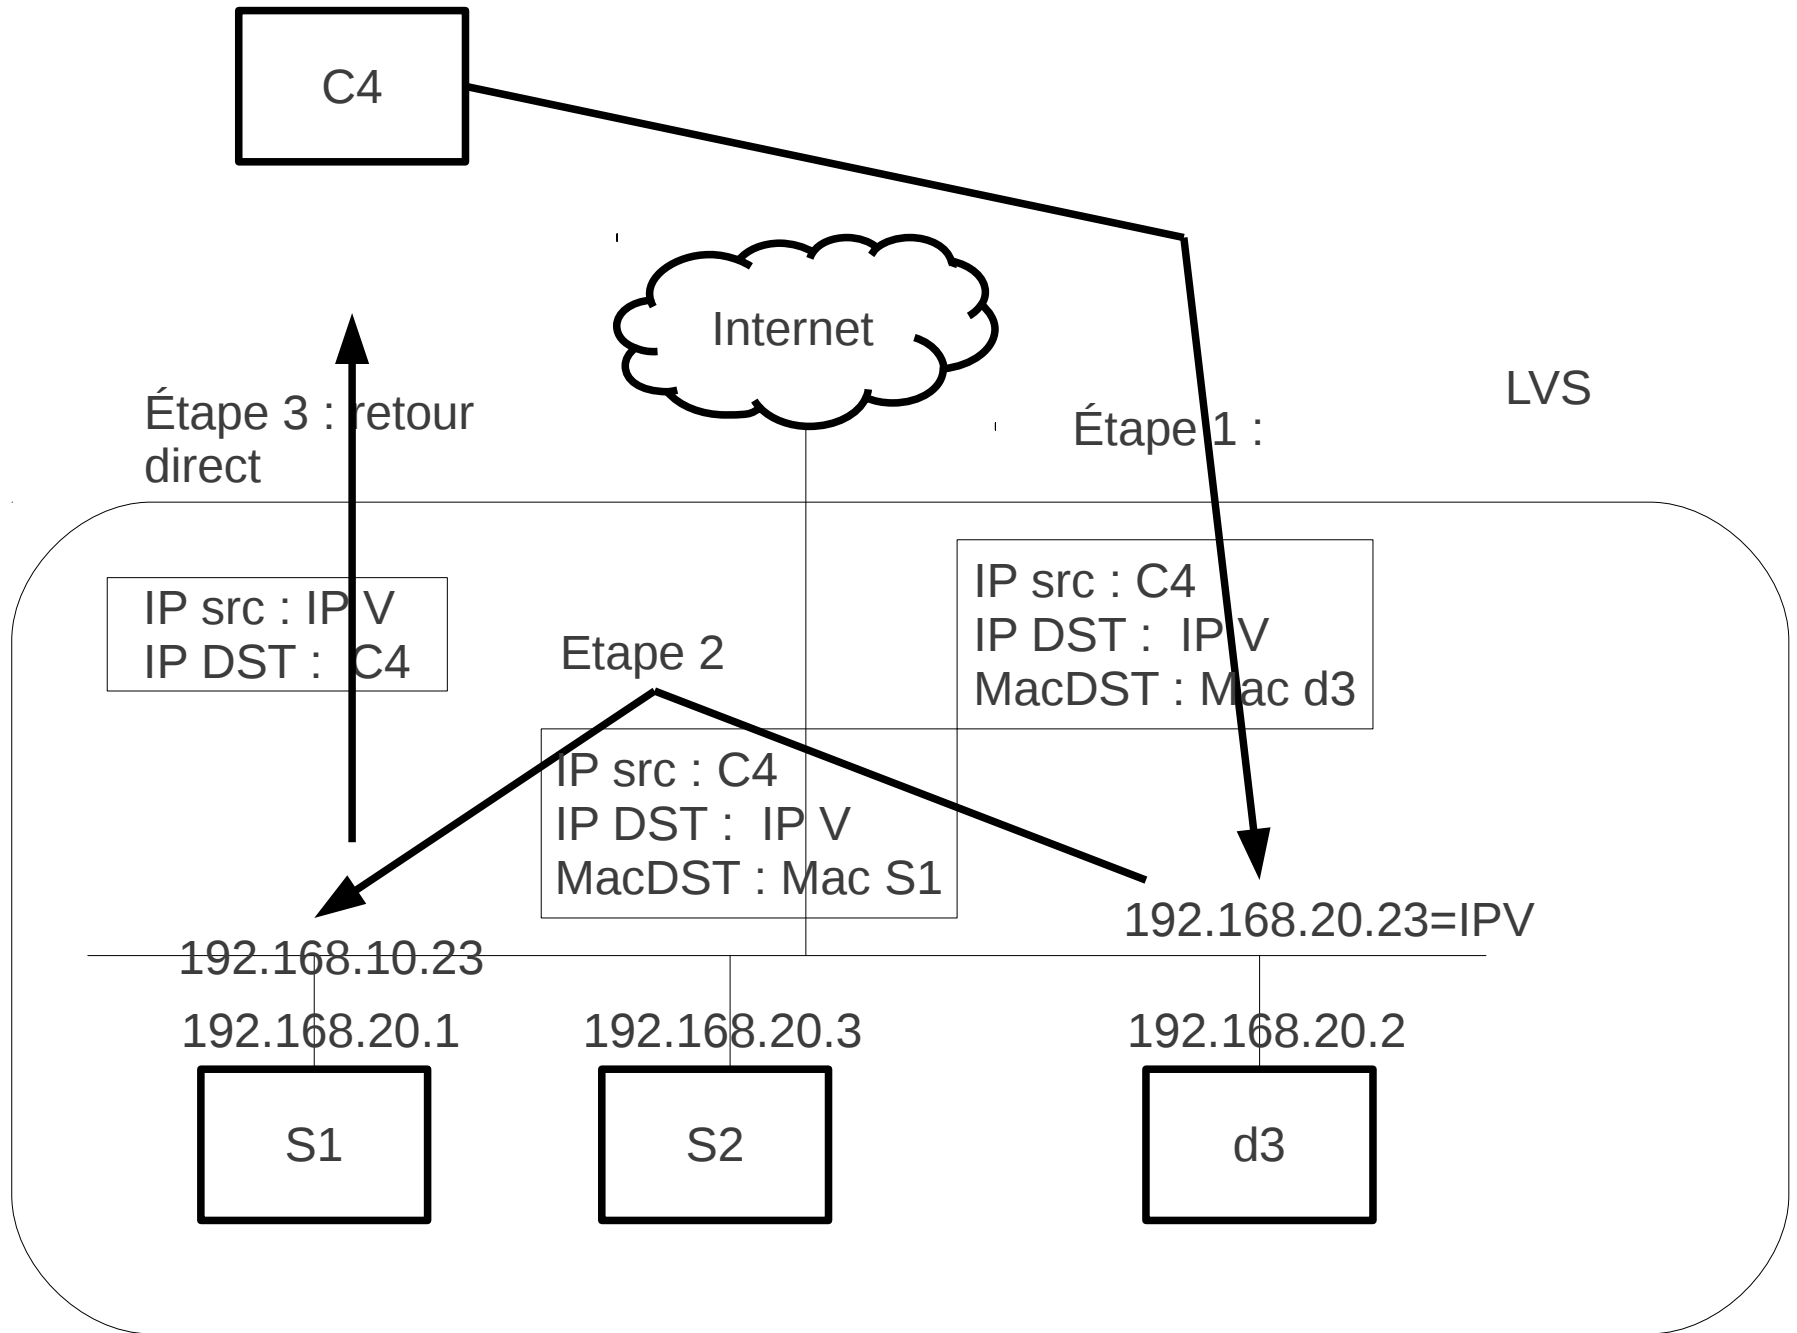 C4
Internet
LVS
Étape 3 : retour
direct
Étape 1 :
IP src : C4
IP DST :  IP V
MacDST : Mac d3
IP src : IP V
IP DST :  C4
Etape 2
IP src : C4
IP DST :  IP V
MacDST : Mac S1
192.168.20.23=IPV
192.168.10.23
192.168.20.1
192.168.20.3
192.168.20.2
S1
S2
d3